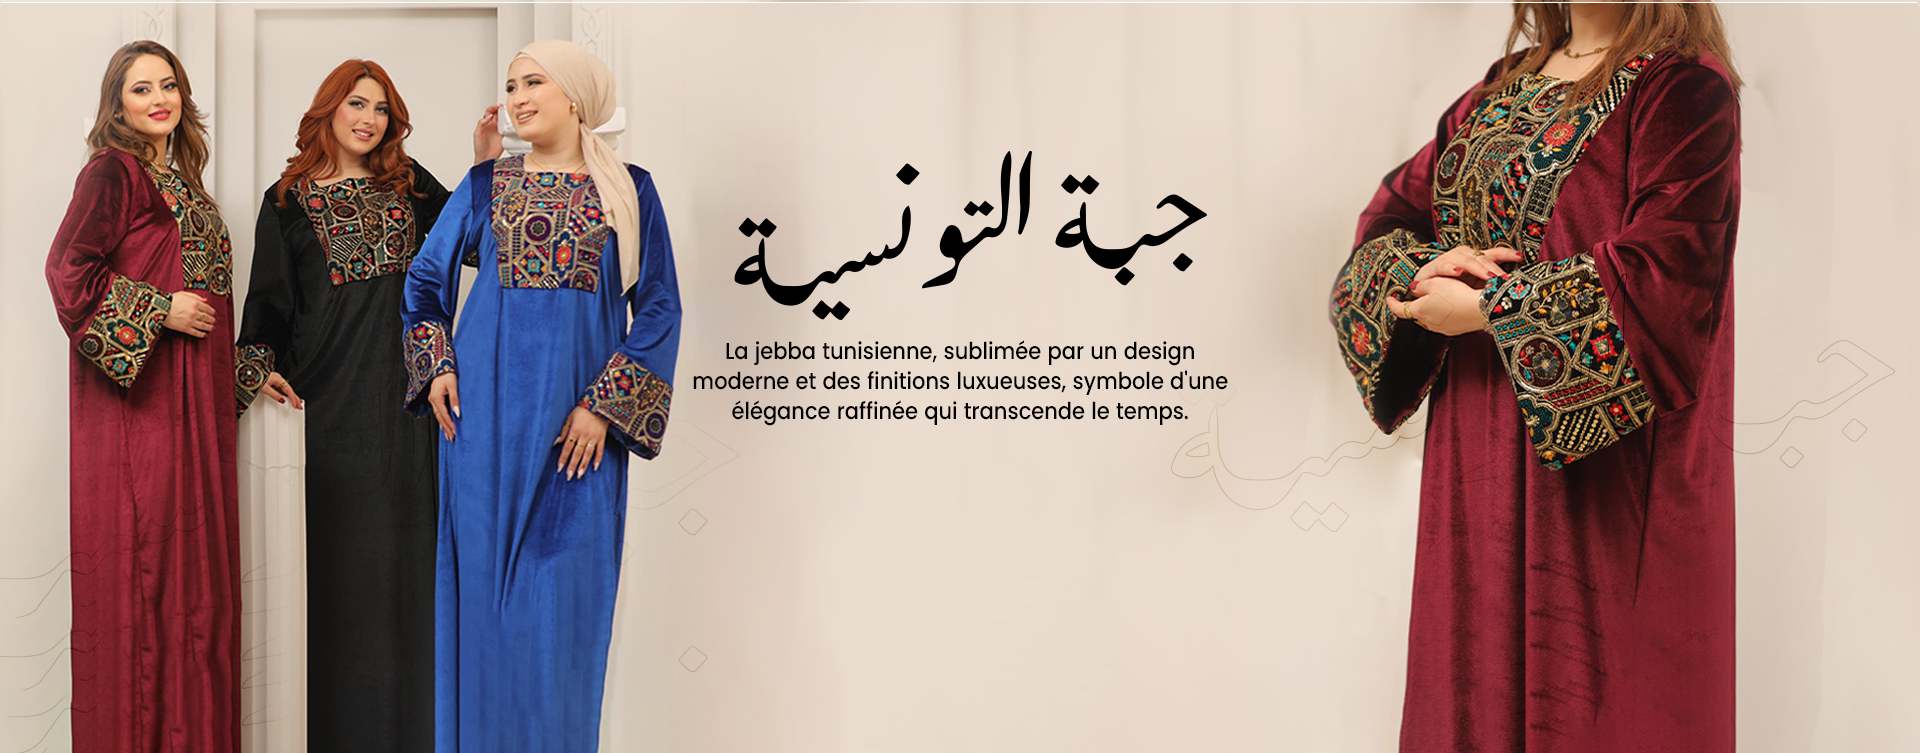 جبة التونسية
La jebba tunisienne, sublimée par un design
moderne et des finitions luxueuses, symbole d'une
élégance raffinée qui transcende le temps.